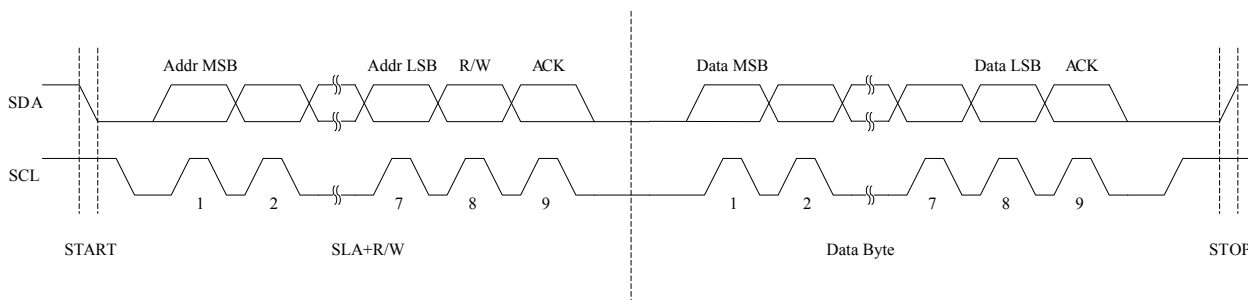 Addr MSB Addr LSB R/W ACK Data MSB Data LSB ACK
SDA
SCL
1 2 7 8 9 1 2 7 8 9
START SLA+R/W Data Byte STOP